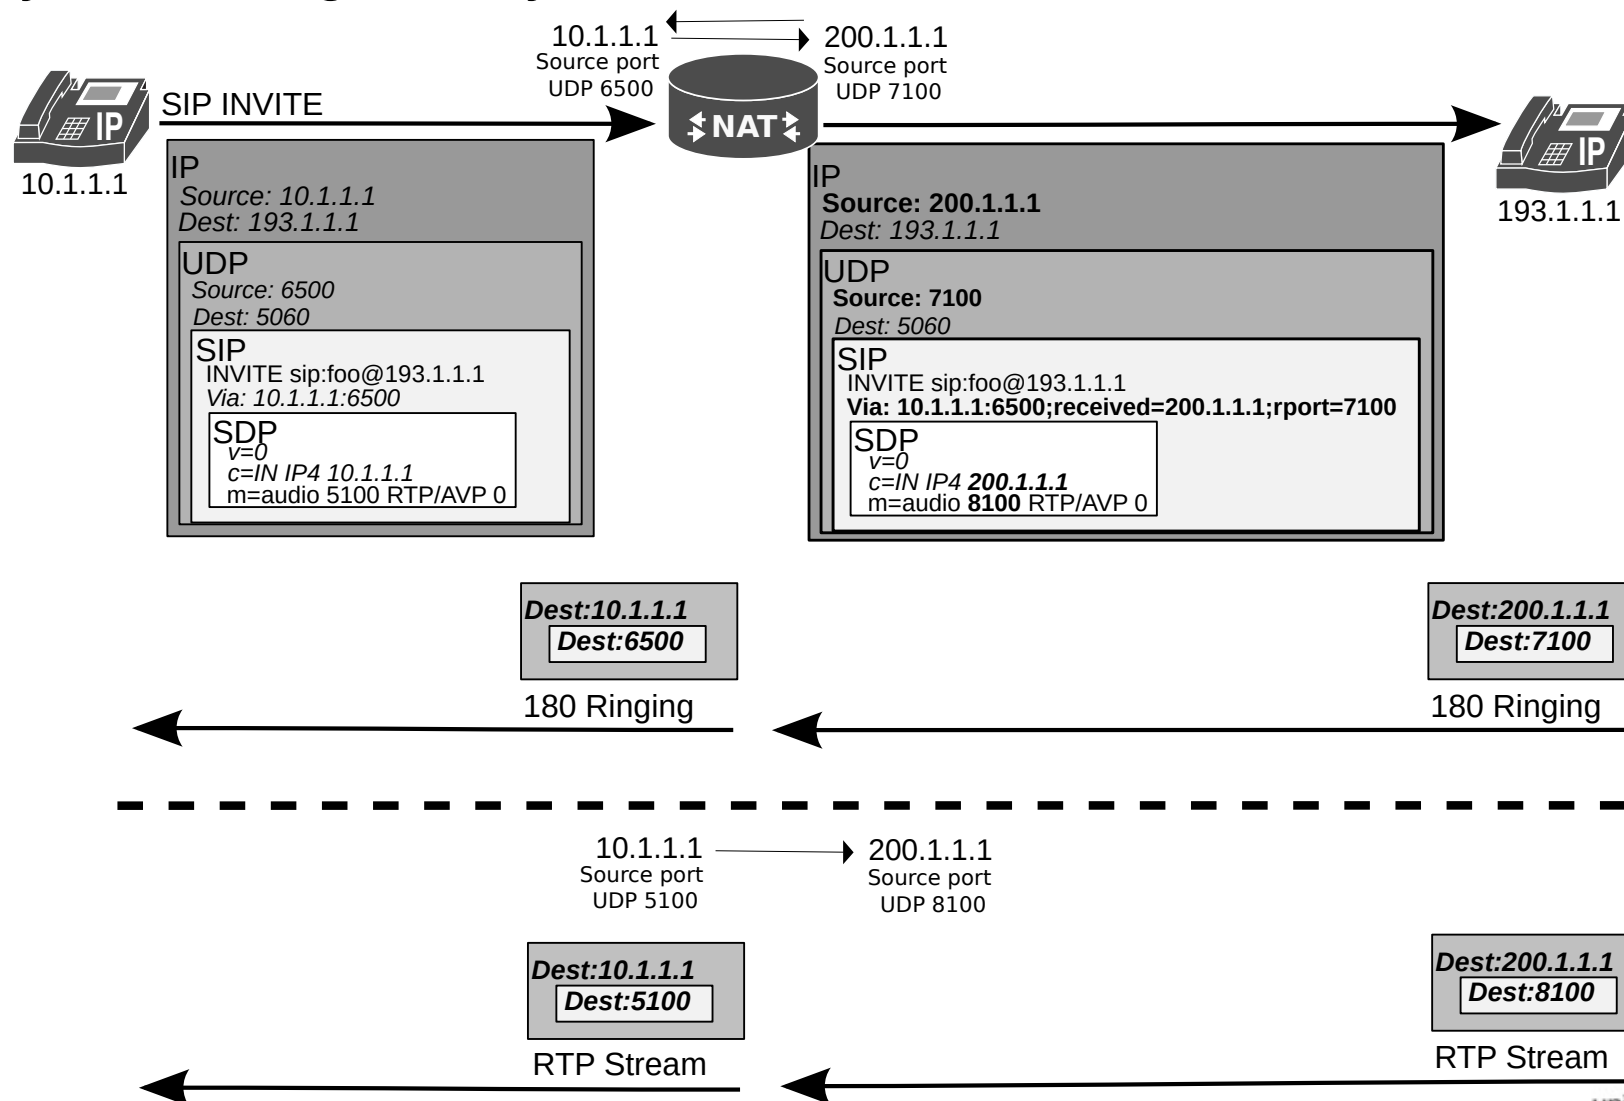 10.1.1.1
Source port
UDP 6500
200.1.1.1
Source port
UDP 7100
IP
10.1.1.1
SIP INVITE
NAT
IP
193.1.1.1
IP
Source: 10.1.1.1
Dest: 193.1.1.1
UDP
Source: 6500
Dest: 5060
SIP
INVITE sip:foo@193.1.1.1
Via: 10.1.1.1:6500
SDP
v=0
c=IN IP4 10.1.1.1
m=audio 5100 RTP/AVP 0
IP
Source: 200.1.1.1
Dest: 193.1.1.1
UDP
Source: 7100
Dest: 5060
SIP
INVITE sip:foo@193.1.1.1
Via: 10.1.1.1:6500;received=200.1.1.1;rport=7100
SDP
v=0
c=IN IP4 200.1.1.1
m=audio 8100 RTP/AVP 0
Dest:10.1.1.1
Dest:6500
180 Ringing
Dest:200.1.1.1
Dest:7100
180 Ringing
10.1.1.1
Source port
UDP 5100
200.1.1.1
Source port
UDP 8100
Dest:10.1.1.1
Dest:5100
RTP Stream
Dest:200.1.1.1
Dest:8100
RTP Stream